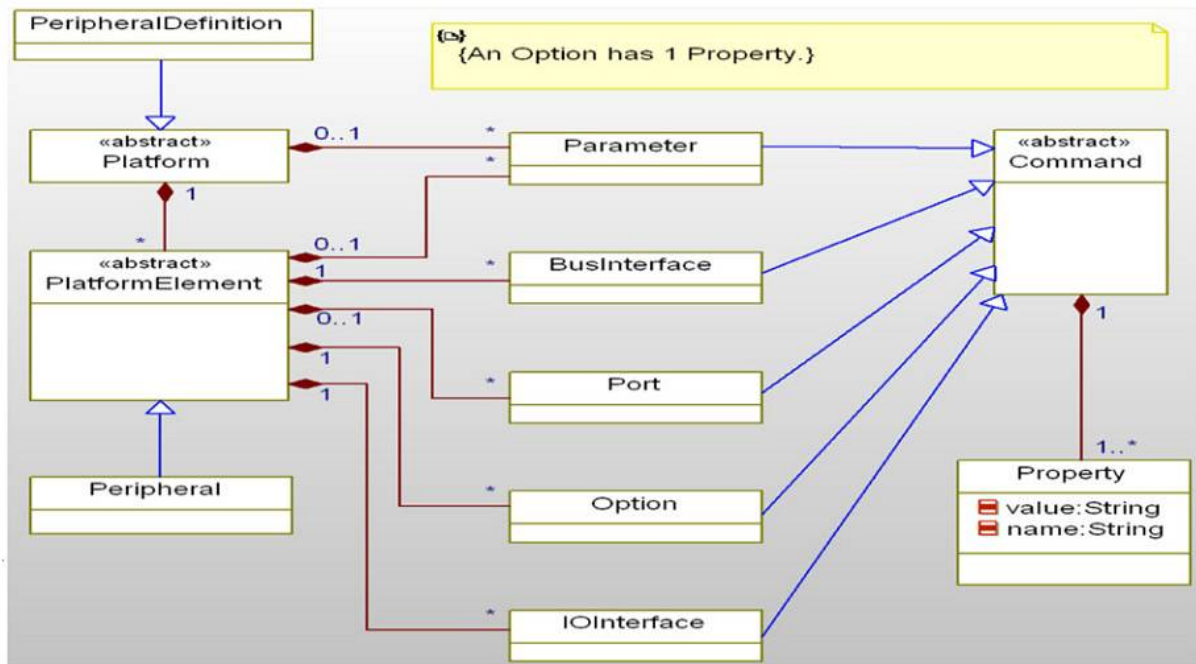 PeripheralDefinition
{An Option has 1 Property.}
«abstract»
Platform
0..1
*
Parameter
*
«abstract»
Command
1
*
«abstract»
PlatformElement
0..1
1
*
BusInterface
0..1
1
1
*
Port
1
1..*
Peripheral
*
Option
Property
value:String
name:String
*
IOInterface